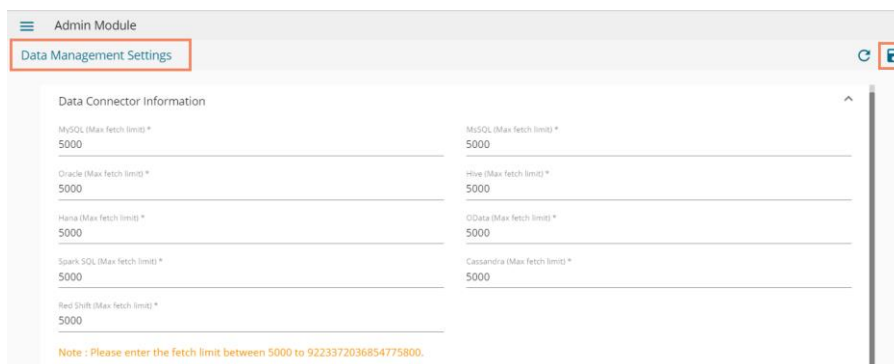 Admin Module
Data Management Settings
Data Connector Information
MySQL (Max fetch limit) *
5000
MsSQL (Max fetch limit) *
5000
Oracle (Max fetch limit) *
5000
Hive (Max fetch limit) *
5000
Hana (Max fetch limit) *
5000
OData (Max fetch limit) *
5000
Spark SQL (Max fetch limit) *
5000
Cassandra (Max fetch limit) *
5000
Red Shift (Max fetch limit) *
5000
Note : Please enter the fetch limit between 5000 to 9223372036854775800.